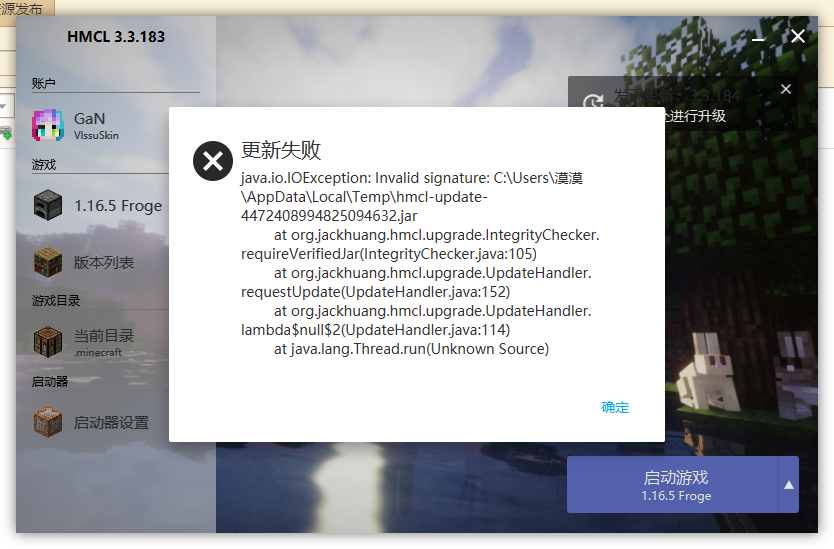 资源发布
HMCL 3.3.183
账户
GaN
VlssuSkin
游戏
1.16.5 Froge
版本列表
游戏目录
当前目录
.minecraft
启动器
启动器设置
处进行升级
更新失败
java.io.IOException: Invalid signature: C:\Users\漠漠
\AppData\Local\Temp\hmcl-update-
4472408994825094632.jar
at org.jackhuang.hmcl.upgrade.IntegrityChecker.
requireVerifiedJar(IntegrityChecker.java:105)
at org.jackhuang.hmcl.upgrade.UpdateHandler.
requestUpdate(UpdateHandler.java:152)
at org.jackhuang.hmcl.upgrade.UpdateHandler.
lambda$null$2(UpdateHandler.java:114)
at java.lang.Thread.run(Unknown Source)
确定
启动游戏
1.16.5 Froge